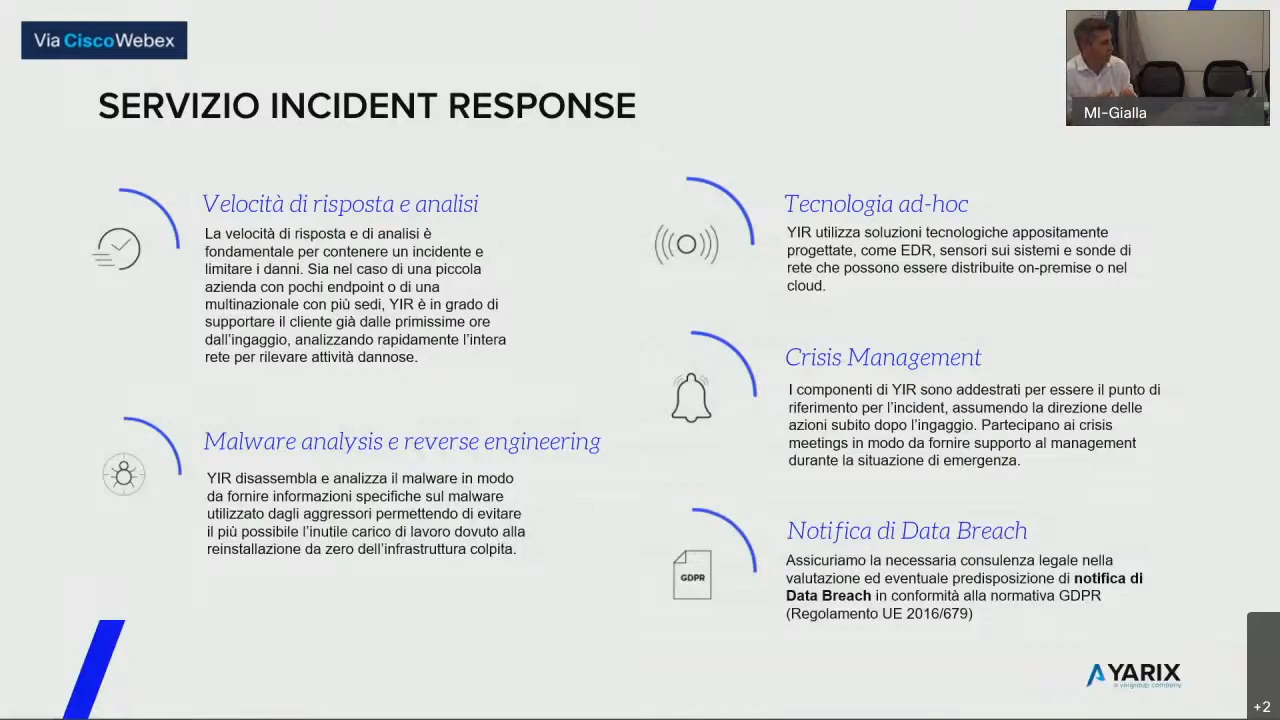 Via CiscoWebex
MI-Gialla
SERVIZIO INCIDENT RESPONSE
Velocità di risposta e analisi
La velocità di risposta e di analisi è
fondamentale per contenere un incidente e
limitare i danni. Sia nel caso di una piccola
azienda con pochi endpoint o di una
multinazionale con più sedi, YIR è in grado di
supportare il cliente già dalle primissime ore
dall'ingaggio, analizzando rapidamente l'intera
rete per rilevare attività dannose.
Malware analysis e reverse engineering
YIR disassembla e analizza il malware in modo
da fornire informazioni specifiche sul malware
utilizzato dagli aggressori permettendo di evitare
il più possibile l'inutile carico di lavoro dovuto alla
reinstallazione da zero dell'infrastruttura colpita.
Tecnologia ad-hoc
YIR utilizza soluzioni tecnologiche appositamente
progettate, come EDR, sensori sui sistemi e sonde di
rete che possono essere distribuite on-premise o nel
cloud.
Crisis Management
I componenti di YIR sono addestrati per essere il punto di
riferimento per l'incident, assumendo la direzione delle
azioni subito dopo l'ingaggio. Partecipano ai crisis
meetings in modo da fornire supporto al management
durante la situazione di emergenza.
Notifica di Data Breach
GDPR
Assicuriamo la necessaria consulenza legale nella
valutazione ed eventuale predisposizione di notifica di
Data Breach in conformità alla normativa GDPR
(Regolamento UE 2016/679)
YARIX
a vargroup company
+2